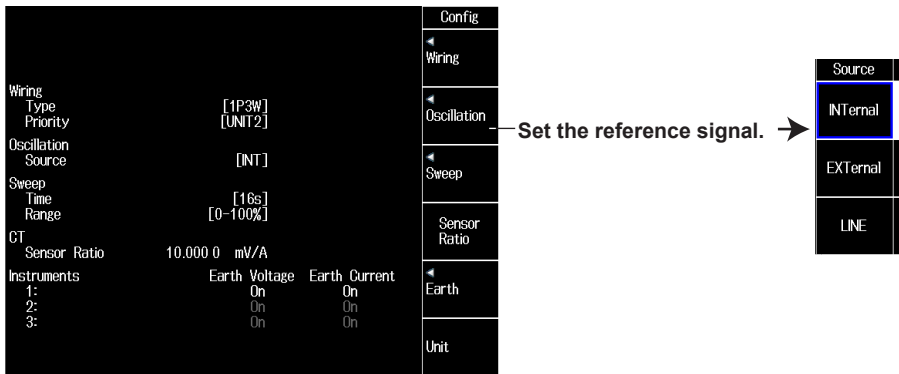 Config
Wiring
Oscillation
Sweep
Sensor
Ratio
Earth
Unit
Wiring
Type [1P3W]
Priority [UNIT2]
Oscillation
Source [INT]
Sweep
Time [16s]
Range [0-100%]
CT
Sensor Ratio 10.000 0 mV/A
Instruments Earth Voltage Earth Current
1: On On
2: On On
3: On On
Set the reference signal.
Source
INTernal
EXTernal
LINE